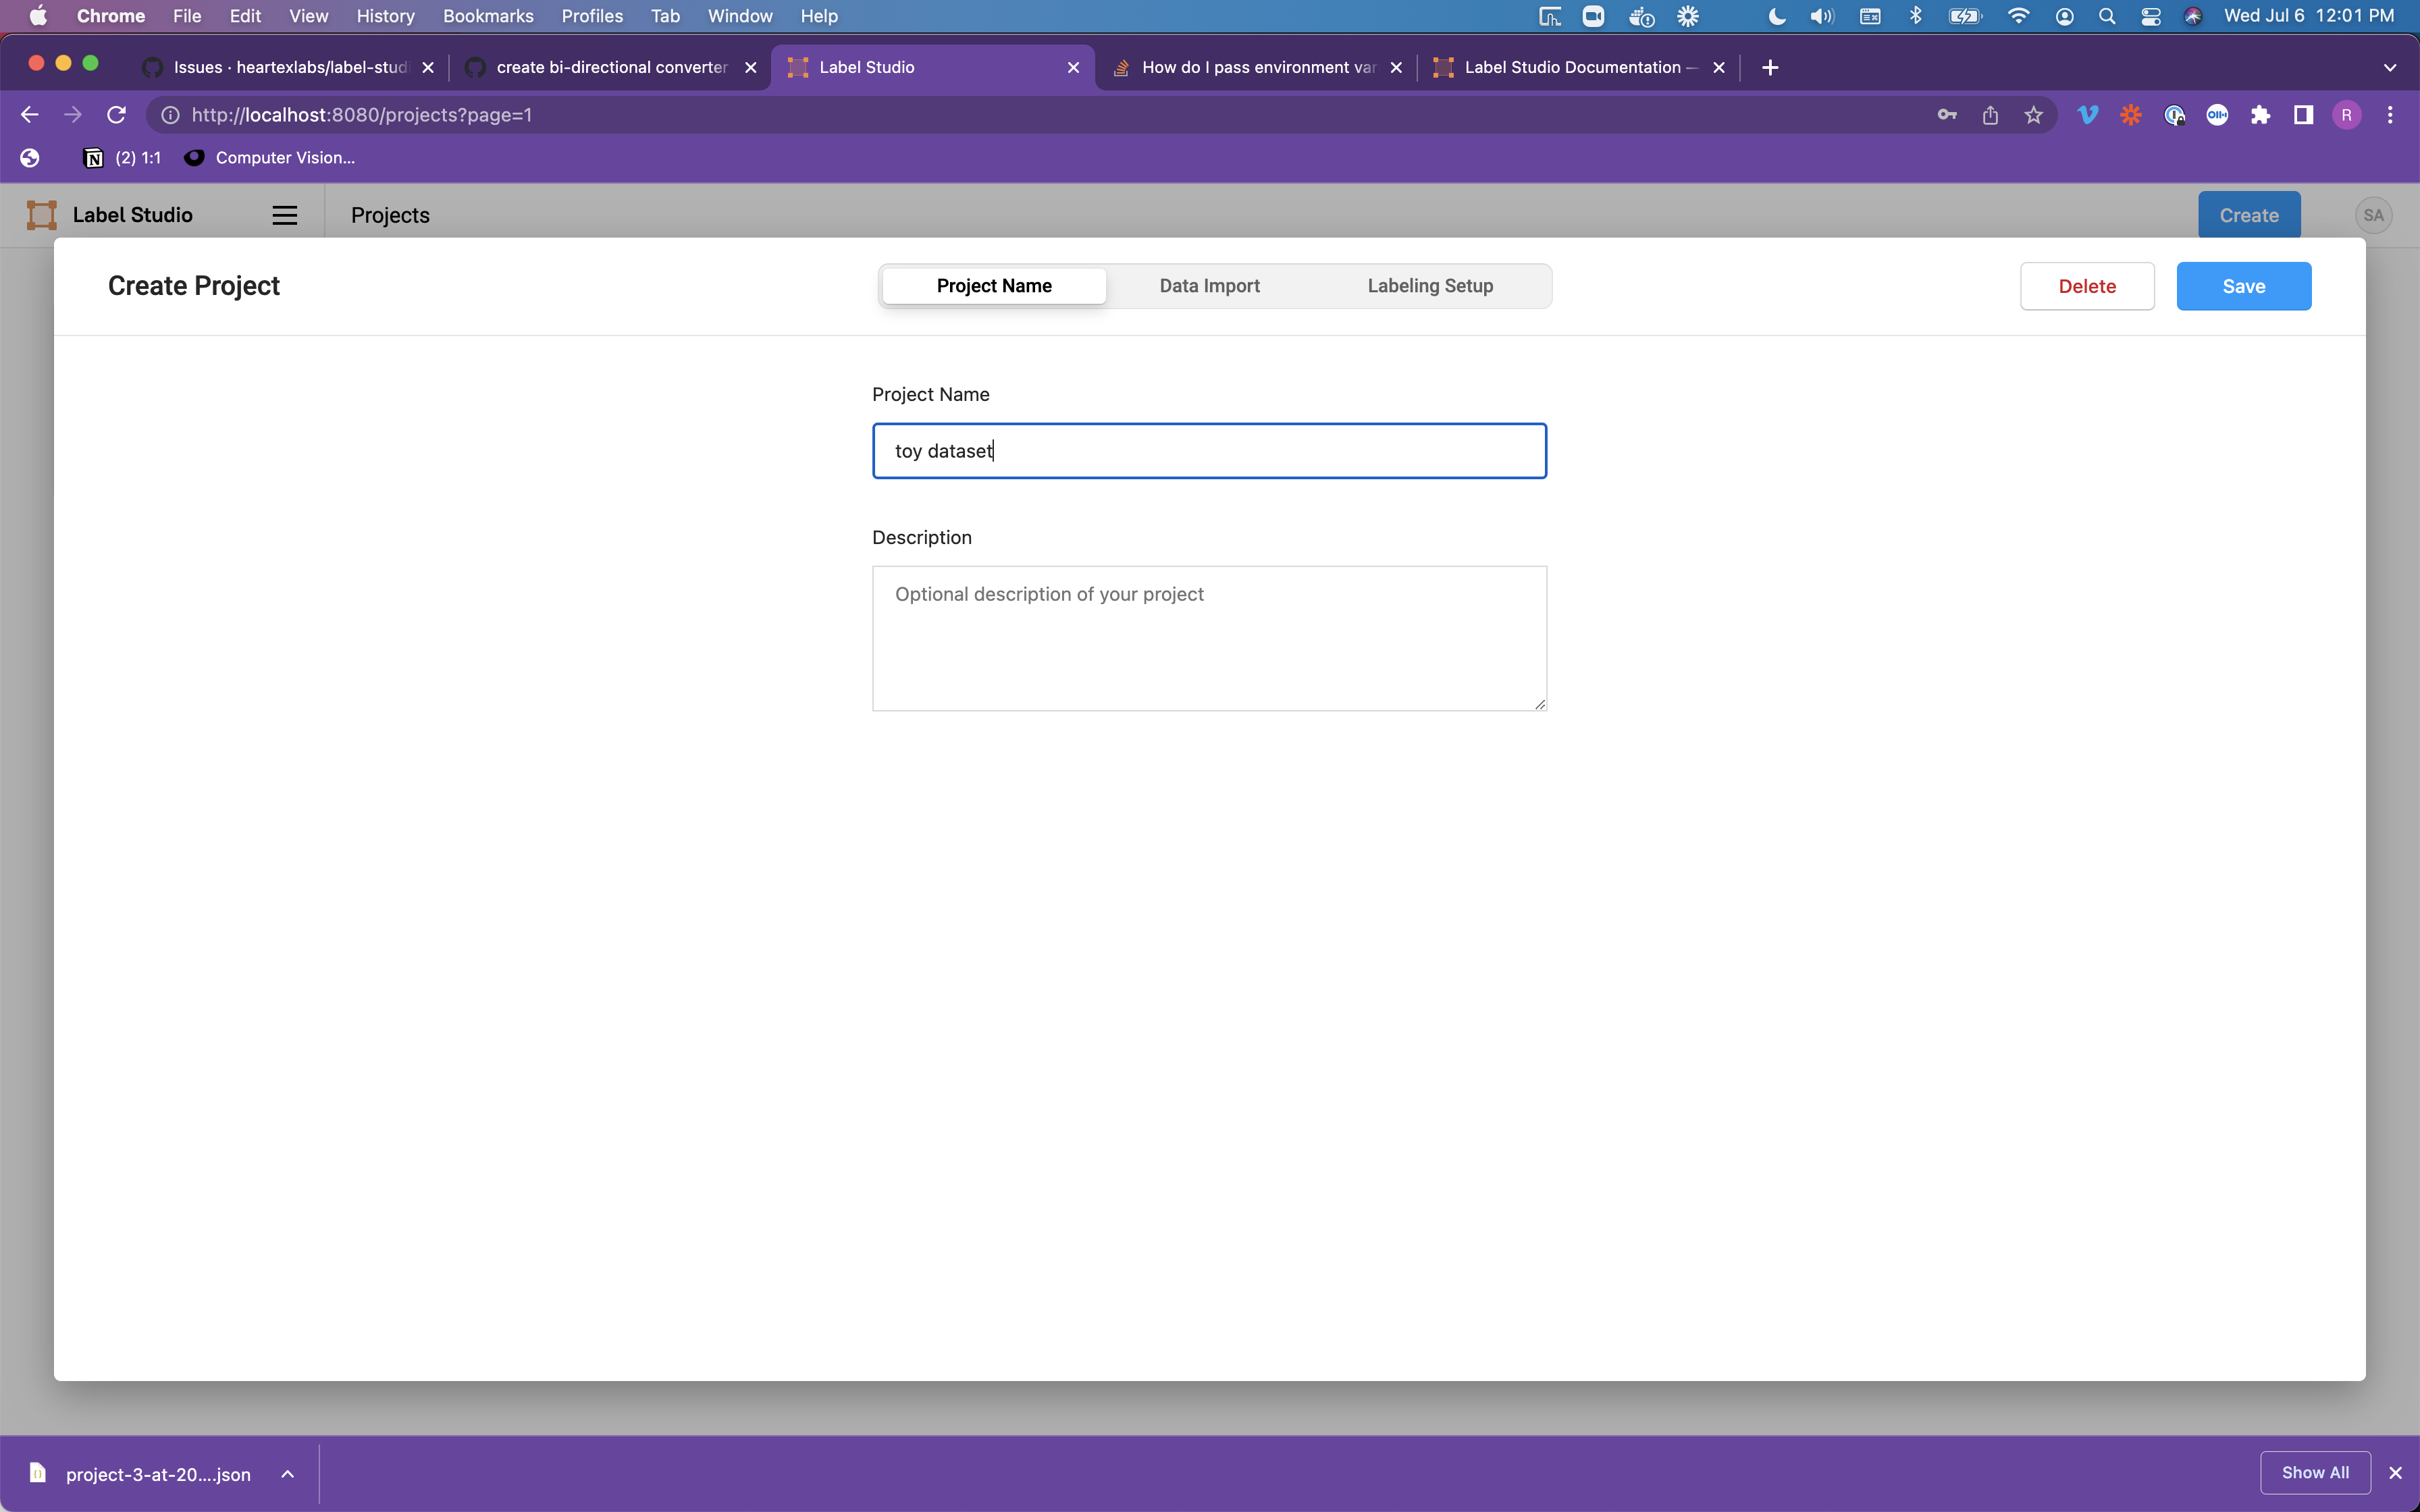 Chrome File Edit View History Bookmarks Profiles Tab Window Help Wed Jul 6 12:01 PM
Issues · heartexlabs/label-studi create bi-directional converter Label Studio How do I pass environment var Label Studio Documentation —
http://localhost:8080/projects?page=1 R
(2) 1:1 Computer Vision...
Label Studio Projects Create SA
Create Project Project Name Data Import Labeling Setup Delete Save
Project Name
toy dataset
Description
Optional description of your project
project-3-at-20....json Show All